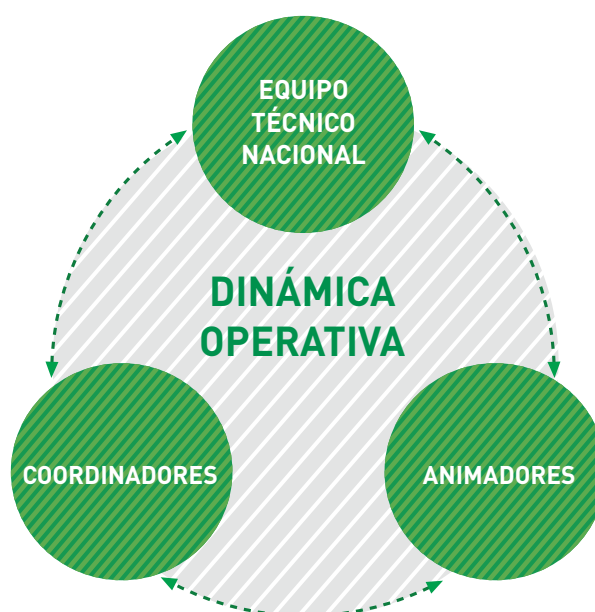 EQUIPO
TÉCNICO
NACIONAL
DINÁMICA
OPERATIVA
COORDINADORES
ANIMADORES